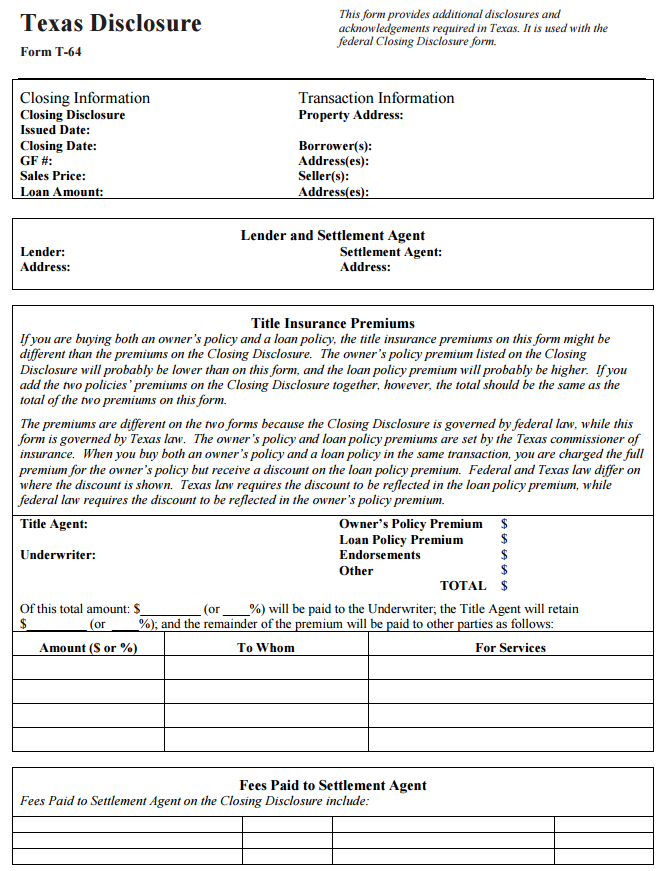 Texas Disclosure
Form T-64
This form provides additional disclosures and
acknowledgements required in Texas. It is used with the
federal Closing Disclosure form.
Closing Information
Transaction Information
Closing Disclosure
Property Address:
Issued Date:
Closing Date:
Borrower(s):
GF #:
Address(es):
Sales Price:
Seller(s):
Loan Amount:
Address(es):
Lender and Settlement Agent
Lender:
Settlement Agent:
Address:
Address:
Title Insurance Premiums
If you are buying both an owner's policy and a loan policy, the title insurance premiums on this form might be
different than the premiums on the Closing Disclosure. The owner's policy premium listed on the Closing
Disclosure will probably be lower than on this form, and the loan policy premium will probably be higher. If you
add the two policies' premiums on the Closing Disclosure together, however, the total should be the same as the
total of the two premiums on this form.
The premiums are different on the two forms because the Closing Disclosure is governed by federal law, while this
form is governed by Texas law. The owner's policy and loan policy premiums are set by the Texas commissioner of
insurance. When you buy both an owner's policy and a loan policy in the same transaction, you are charged the full
premium for the owner's policy but receive a discount on the loan policy premium. Federal and Texas law differ on
where the discount is shown. Texas law requires the discount to be reflected in the loan policy premium, while
federal law requires the discount to be reflected in the owner's policy premium.
Title Agent:
Owner's Policy Premium $
Loan Policy Premium $
Underwriter:
Endorsements $
Other $
TOTAL $
Of this total amount: $_________ (or ____%) will be paid to the Underwriter; the Title Agent will retain
$_________ (or ____%); and the remainder of the premium will be paid to other parties as follows:
Amount ($ or %)
To Whom
For Services
Fees Paid to Settlement Agent
Fees Paid to Settlement Agent on the Closing Disclosure include: